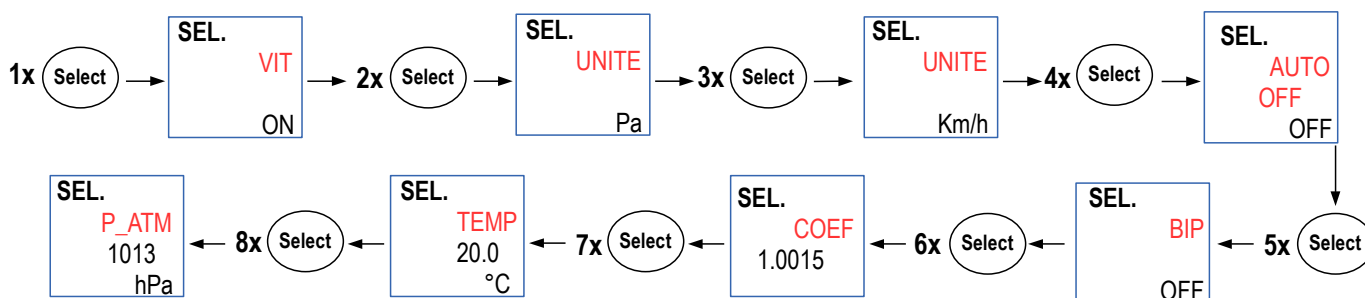 1x Select
SEL.
VIT
ON
2x Select
SEL.
UNITE
Pa
3x Select
SEL.
UNITE
Km/h
4x Select
SEL.
AUTO
OFF
OFF
5x Select
SEL.
BIP
OFF
6x Select
SEL.
COEF
1.0015
7x Select
SEL.
TEMP
20.0
°C
8x Select
SEL.
P_ATM
1013
hPa